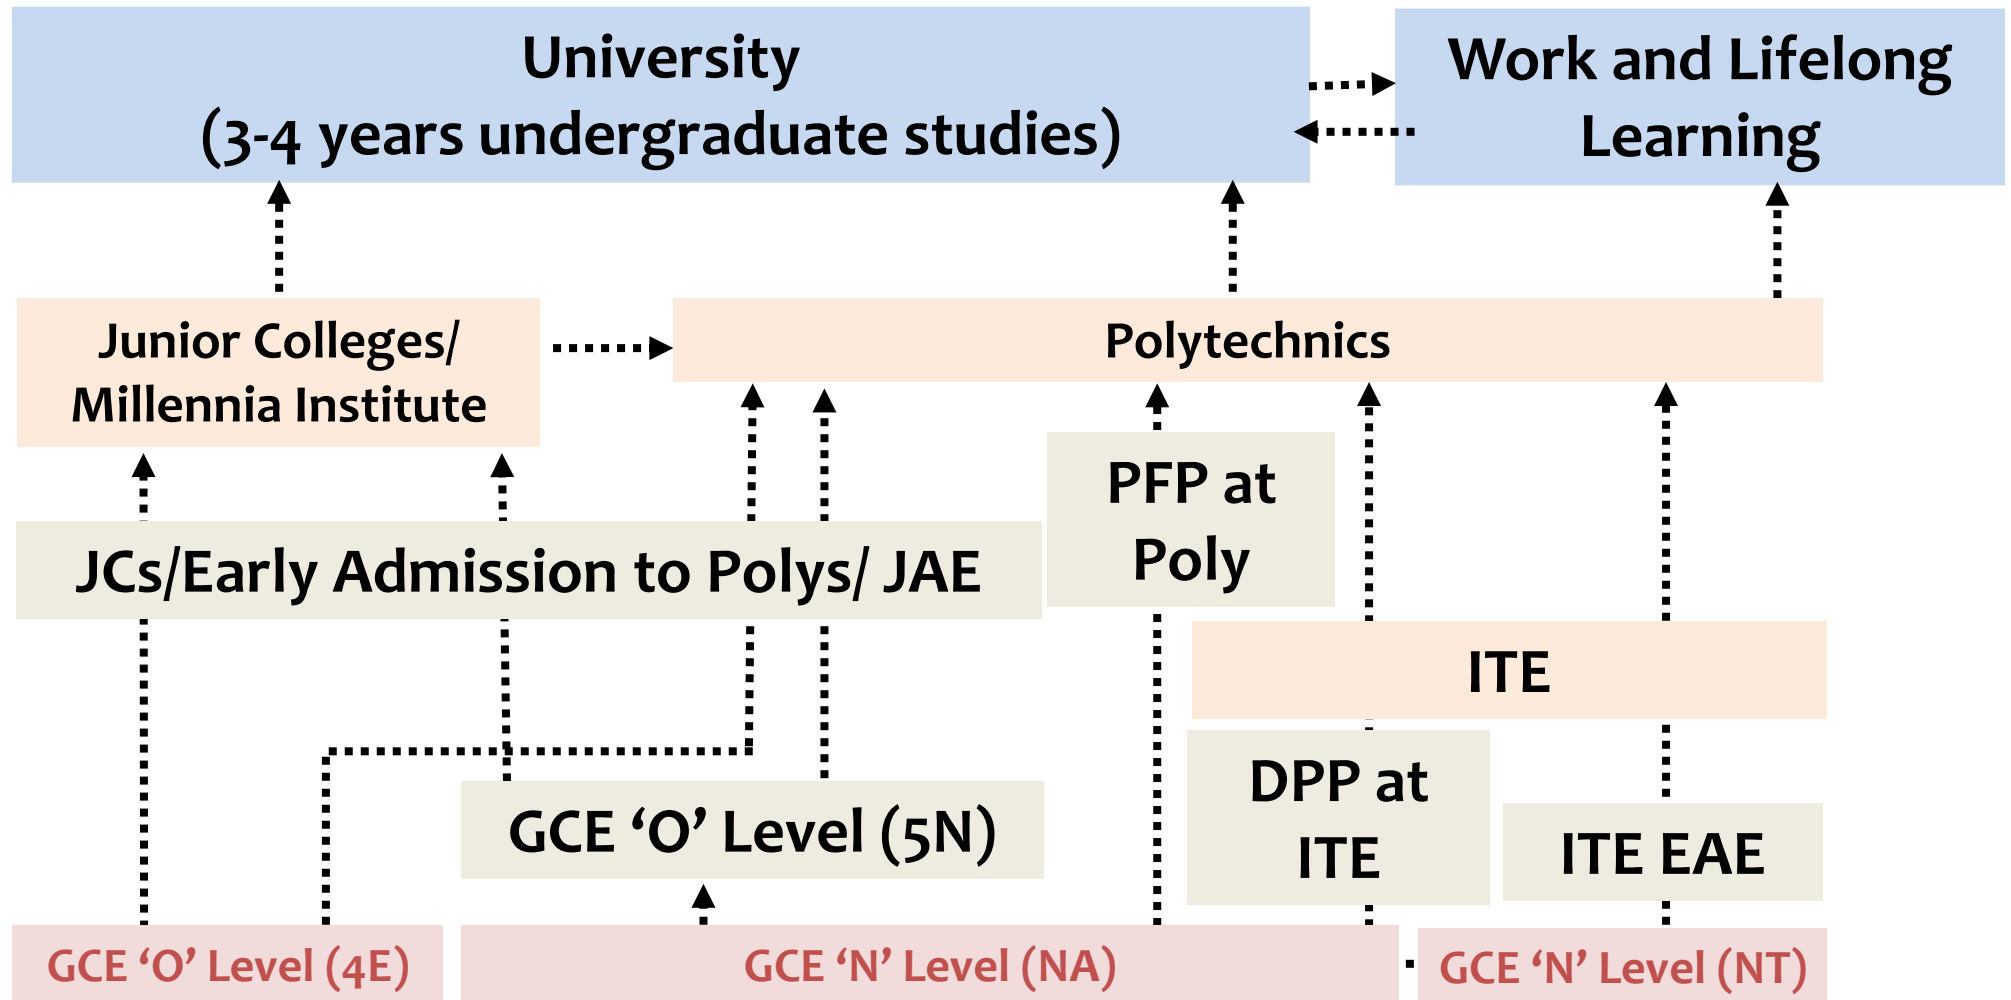 University
(3-4 years undergraduate studies)
Work and Lifelong
Learning
Junior Colleges/
Millennia Institute
Polytechnics
PFP at
Poly
JCs/Early Admission to Polys/ JAE
ITE
DPP at
ITE
GCE ‘O’ Level (5N)
ITE EAE
GCE ‘O’ Level (4E)
GCE ‘N’ Level (NA)
GCE ‘N’ Level (NT)